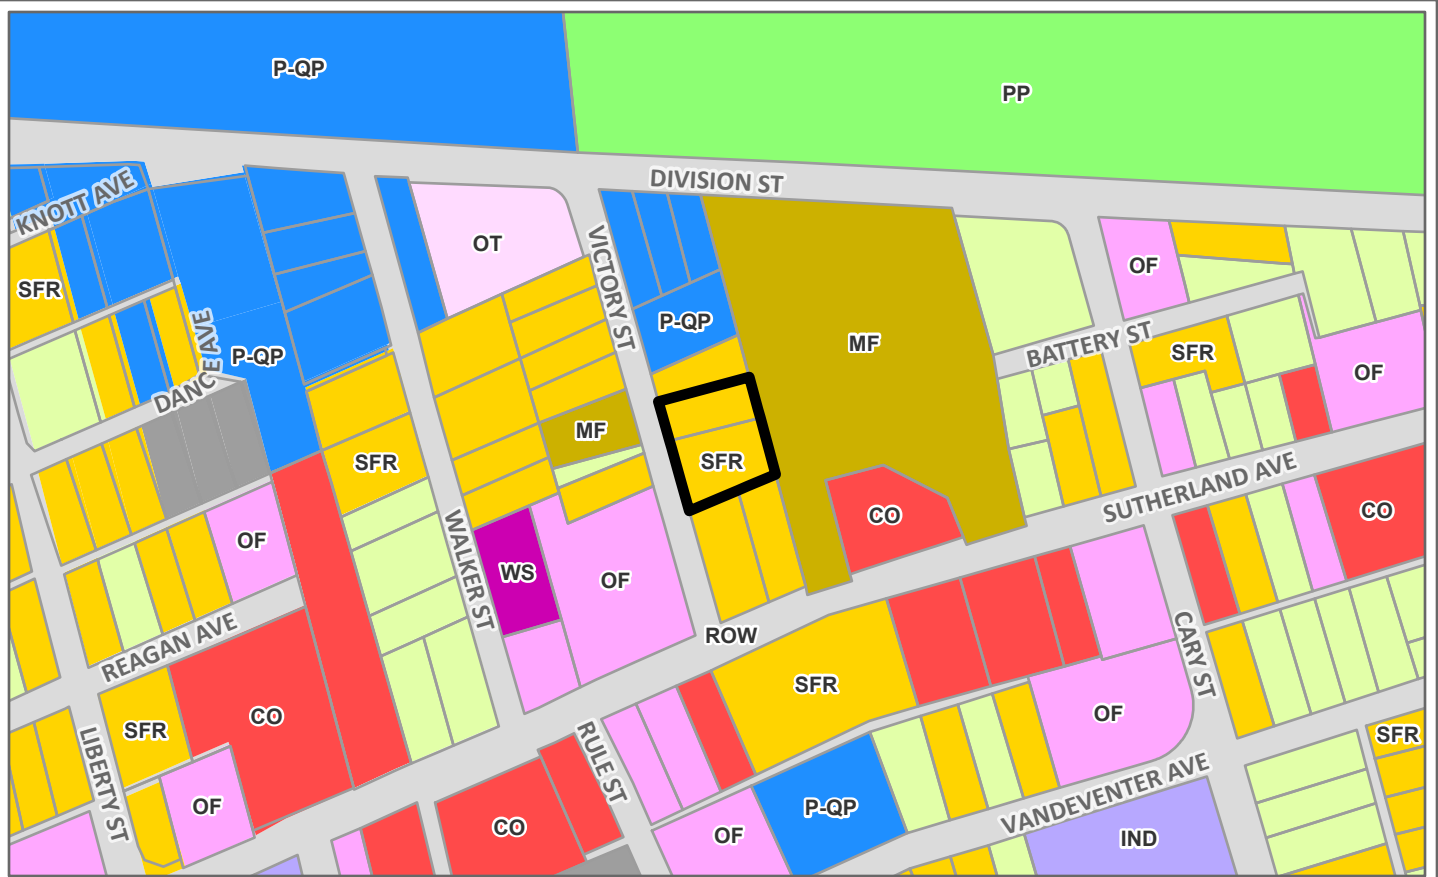 P-QP
PP
DIVISION ST
KNOTT AVE
OT
VICTORY ST
OF
SFR
P-QP
MF
BATTERY ST
SFR
DANCE AVE
P-QP
OF
MF
SFR
SFR
SUTHERLAND AVE
CO
CO
WALKER ST
OF
WS
OF
REAGAN AVE
ROW
CARY ST
SFR
CO
SFR
OF
SFR
LIBERTY ST
RULE ST
VANDEVENTER AVE
OF
P-QP
CO
OF
IND